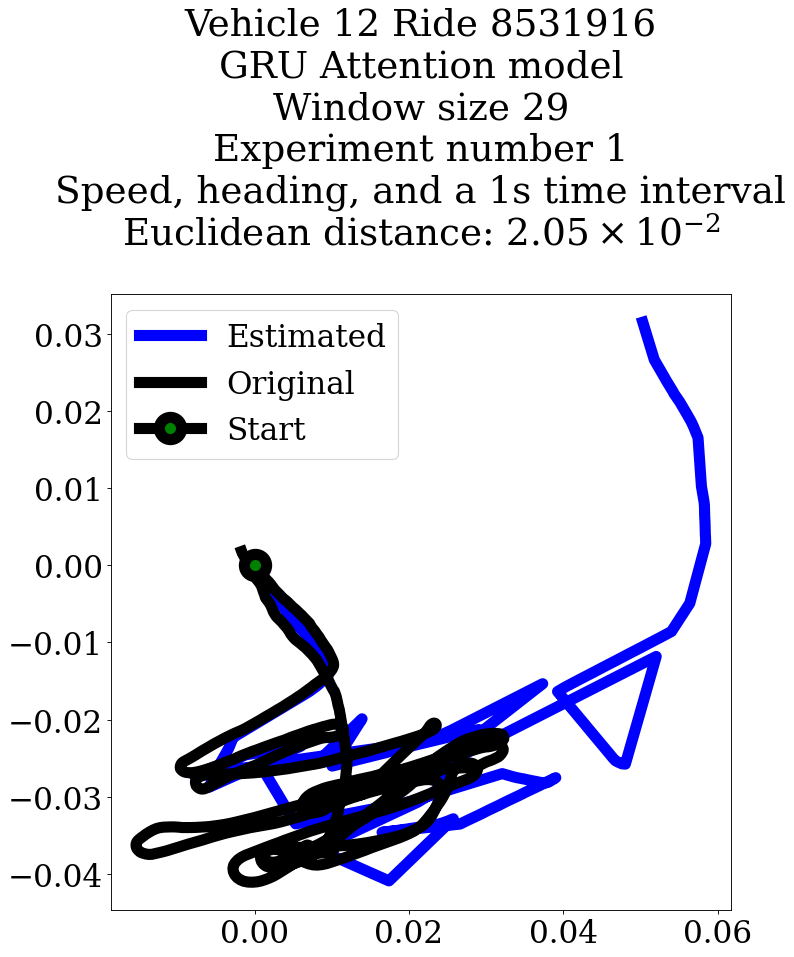 Vehicle 12 Ride 8531916
GRU Attention model
Window size 29
Experiment number 1
Speed, heading, and a 1s time interval
Euclidean distance: 2.05 × 10⁻²
Estimated
Original
Start
0.03
0.02
0.01
0.00
−0.01
−0.02
−0.03
−0.04
0.00 0.02 0.04 0.06